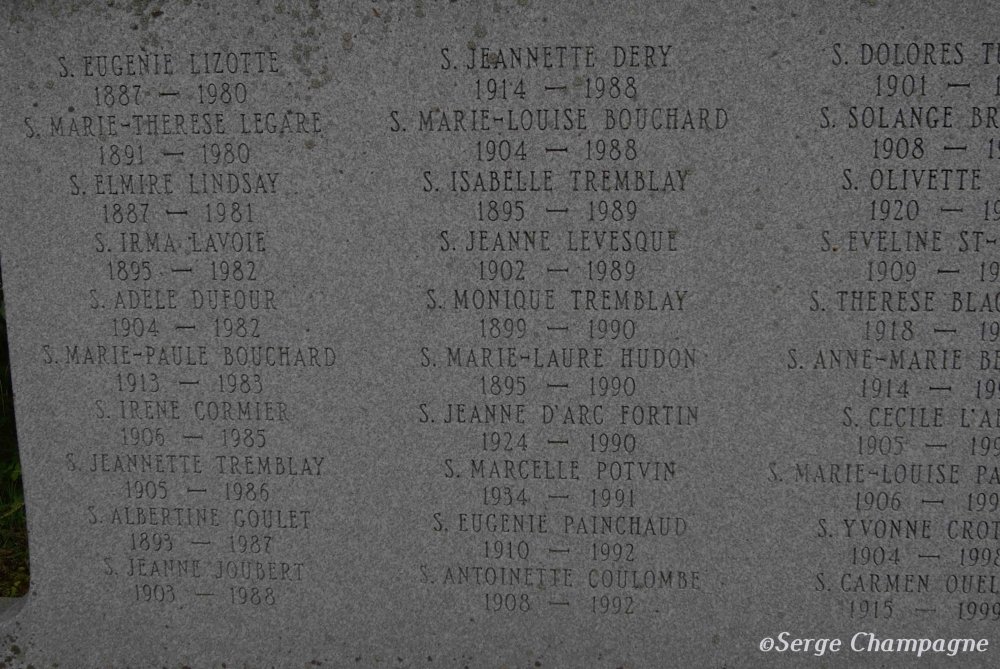 S. EUGENIE LIZOTTE
1887 — 1980
S. MARIE-THERESE LEGARE
1891 — 1980
S. ELMIRE LINDSAY
1887 — 1981
S. IRMA LAVOIE
1895 — 1982
S. ADELE DUFOUR
1904 — 1982
S. MARIE-PAULE BOUCHARD
1913 — 1983
S. IRENE CORMIER
1906 — 1985
S. JEANNETTE TREMBLAY
1905 — 1986
S. ALBERTINE GOULET
1893 — 1987
S. JEANNE JOUBERT
1903 — 1988
S. JEANNETTE DERY
1914 — 1988
S. MARIE-LOUISE BOUCHARD
1904 — 1988
S. ISABELLE TREMBLAY
1895 — 1989
S. JEANNE LEVESQUE
1902 — 1989
S. MONIQUE TREMBLAY
1899 — 1990
S. MARIE-LAURE HUDON
1895 — 1990
S. JEANNE D'ARC FORTIN
1924 — 1990
S. MARCELLE POTVIN
1934 — 1991
S. EUGENIE PAINCHAUD
1910 — 1992
S. ANTOINETTE COULOMBE
1908 — 1992
S. DOLORES
1901 —
S. SOLANGE
1908 —
S. OLIVETTE
1920 —
S. EVELINE
1909 —
S. THERESE
1918 —
S. ANNE-MARIE
1914 —
S. CECILE
1905 —
S. MARIE-LOUISE
1906 —
S. YVONNE
1904 — 1998
S. CARMEN
1915 —
©Serge Champagne